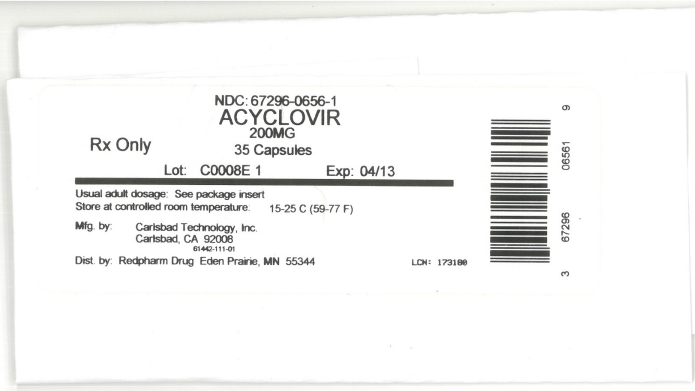 NDC: 67296-0656-1
ACYCLOVIR
200MG
Rx Only
35 Capsules
Lot: C0008E 1 Exp: 04/13
Usual adult dosage: See package insert
Store at controlled room temperature: 15-25 C (59-77 F)
Mfg. by: Carlsbad Technology, Inc.
Carlsbad, CA 92008
61442-111-01
Dist. by: Redpharm Drug Eden Prairie, MN 55344
LCN: 173180
3 67296 06561 9